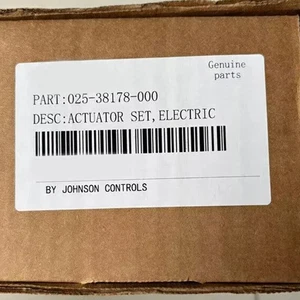 Genuine
parts
PART:025-38178-000
DESC:ACTUATOR SET,ELECTRIC
BY JOHNSON CONTROLS